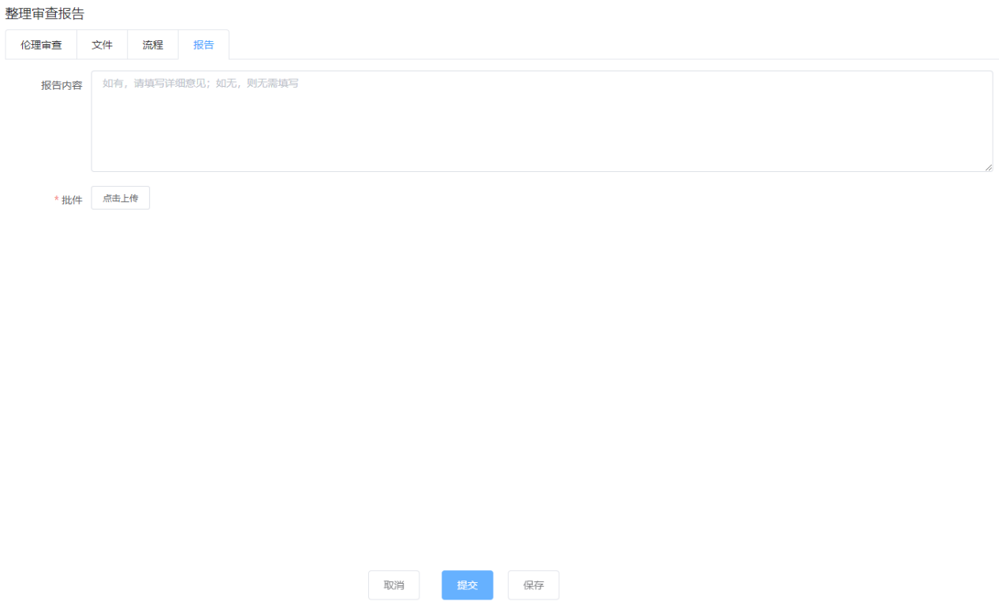 整理审查报告
伦理审查 文件 流程 报告
报告内容 如有，请填写详细意见；如无，则无需填写
* 批件 点击上传
取消 提交 保存